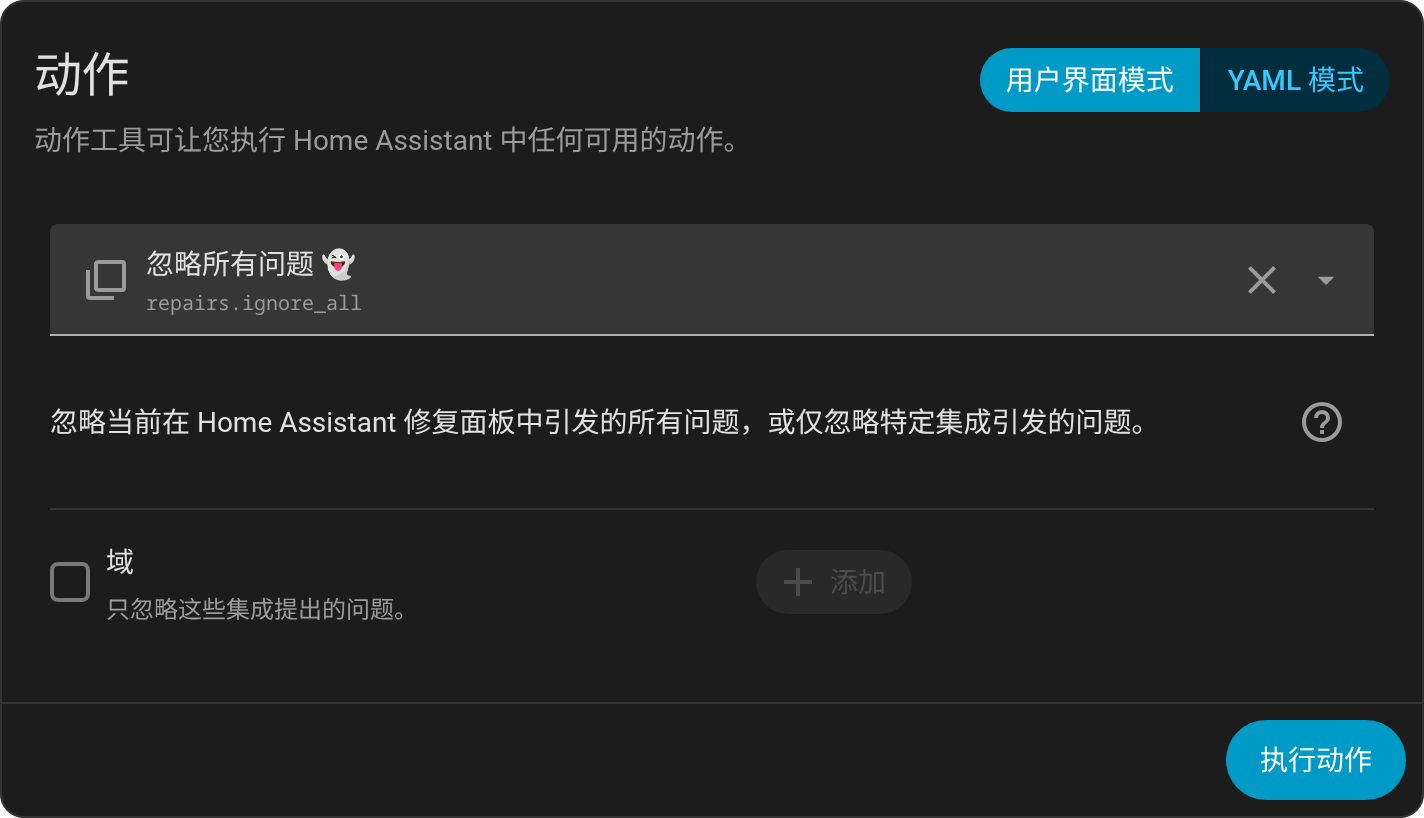 动作
用户界面模式
YAML 模式
动作工具可让您执行 Home Assistant 中任何可用的动作。
忽略所有问题 👻
repairs.ignore_all
忽略当前在 Home Assistant 修复面板中引发的所有问题，或仅忽略特定集成引发的问题。
域
只忽略这些集成提出的问题。
添加
执行动作